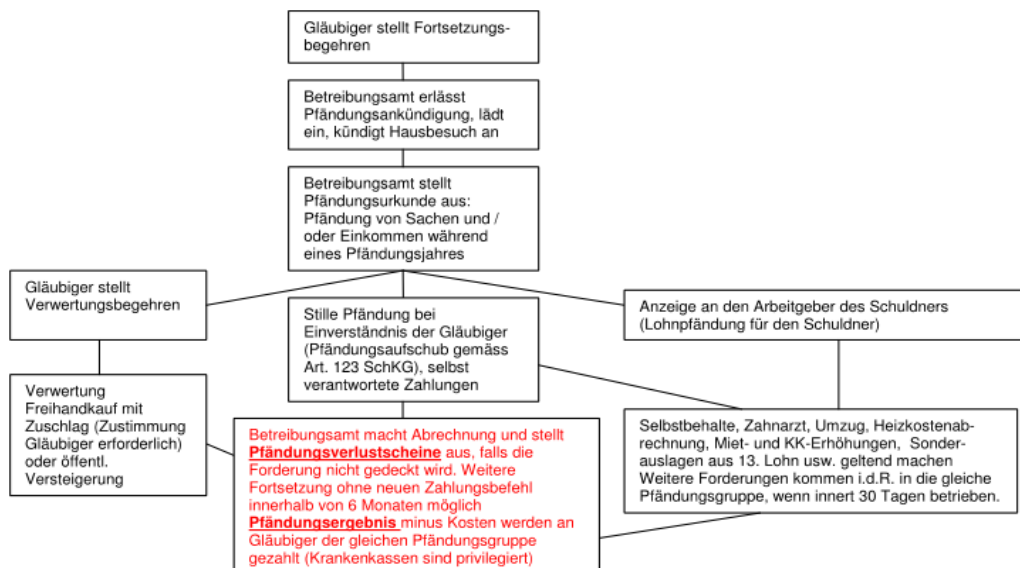 Gläubiger stellt Fortsetzungs-
begehren
Betreibungsamt erlässt
Pfändungsankündigung, lädt
ein, kündigt Hausbesuch an
Betreibungsamt stellt
Pfändungsurkunde aus:
Pfändung von Sachen und /
oder Einkommen während
eines Pfändungsjahres
Gläubiger stellt
Verwertungsbegehren
Stille Pfändung bei
Einverständnis der Gläubiger
(Pfändungsaufschub gemäss
Art. 123 SchKG), selbst
verantwortete Zahlungen
Anzeige an den Arbeitgeber des Schuldners
(Lohnpfändung für den Schuldner)
Verwertung
Freihandkauf mit
Zuschlag (Zustimmung
Gläubiger erforderlich)
oder öffentl.
Versteigerung
Betreibungsamt macht Abrechnung und stellt
Pfändungsverlustscheine aus, falls die
Forderung nicht gedeckt wird. Weitere
Fortsetzung ohne neuen Zahlungsbefehl
innerhalb von 6 Monaten möglich
Pfändungsergebnis minus Kosten werden an
Gläubiger der gleichen Pfändungsgruppe
gezahlt (Krankenkassen sind privilegiert)
Selbstbehalte, Zahnarzt, Umzug, Heizkostenab-
rechnung, Miet- und KK-Erhöhungen, Sonder-
auslagen aus 13. Lohn usw. geltend machen
Weitere Forderungen kommen i.d.R. in die gleiche
Pfändungsgruppe, wenn innert 30 Tagen betrieben.